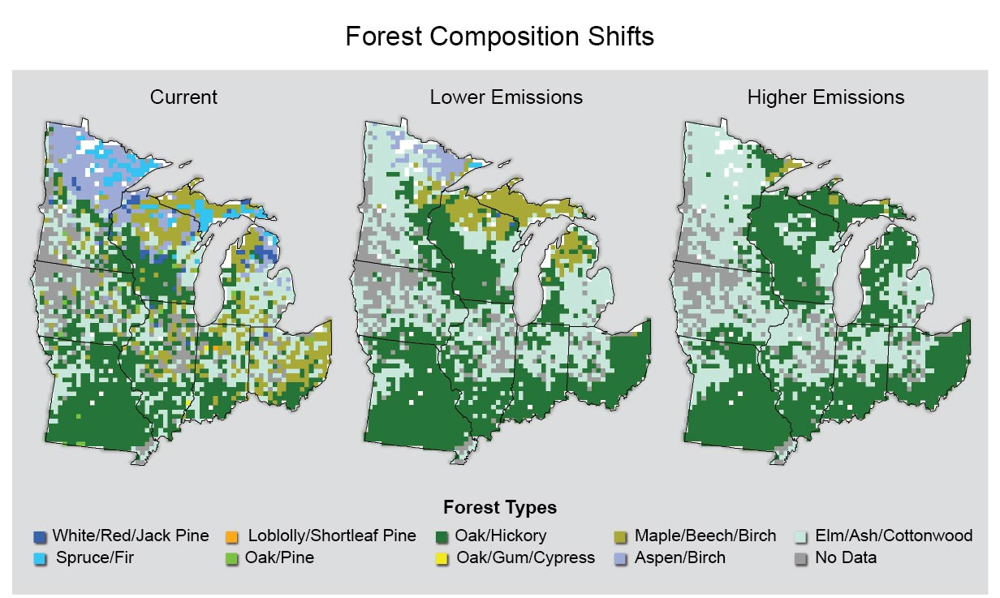 Forest Composition Shifts
Current
Lower Emissions
Higher Emissions
Forest Types
White/Red/Jack Pine
Loblolly/Shortleaf Pine
Oak/Hickory
Maple/Beech/Birch
Elm/Ash/Cottonwood
Spruce/Fir
Oak/Pine
Oak/Gum/Cypress
Aspen/Birch
No Data